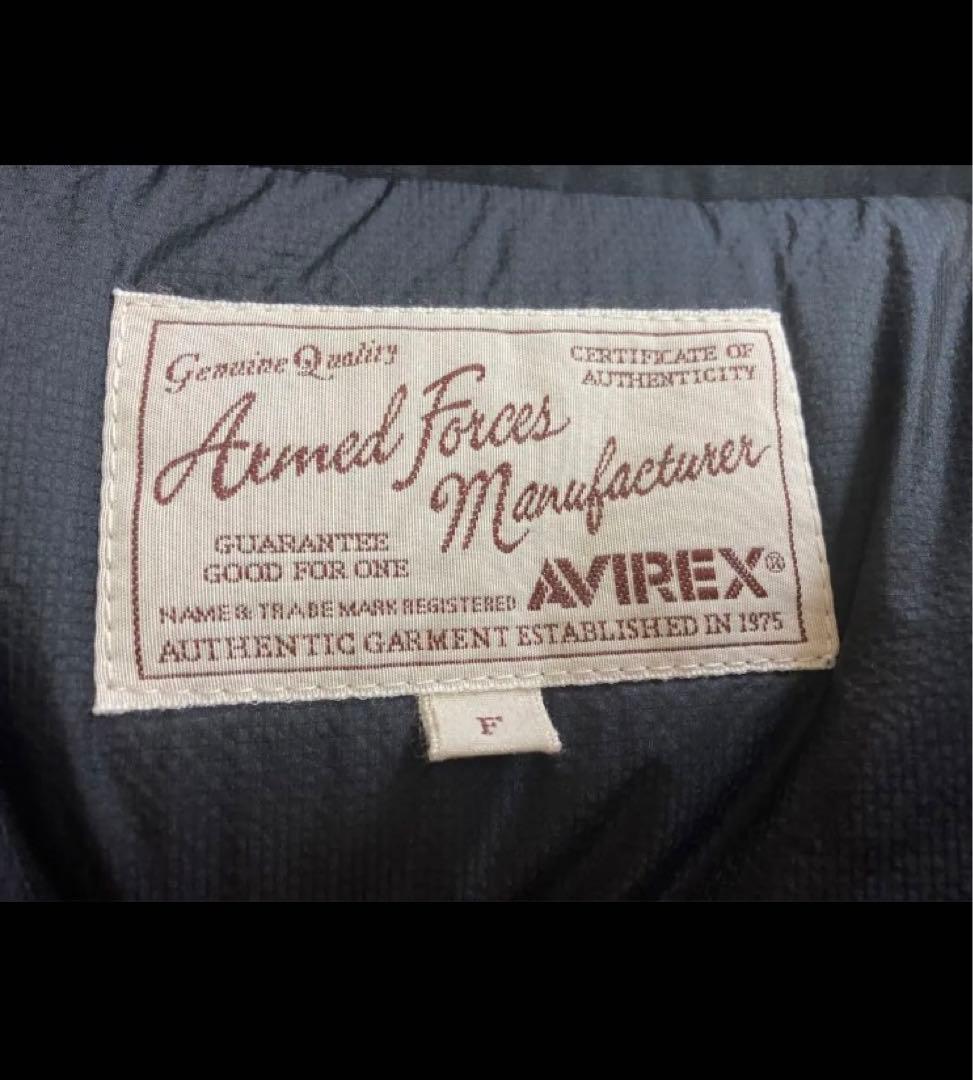 Genuine Quality
CERTIFICATE OF
AUTHENTICITY
Armed Forces
Manufacturer
GUARANTEE
GOOD FOR ONE
AVIREX®
NAME & TRADE MARK REGISTERED
AUTHENTIC GARMENT ESTABLISHED IN 1975
F